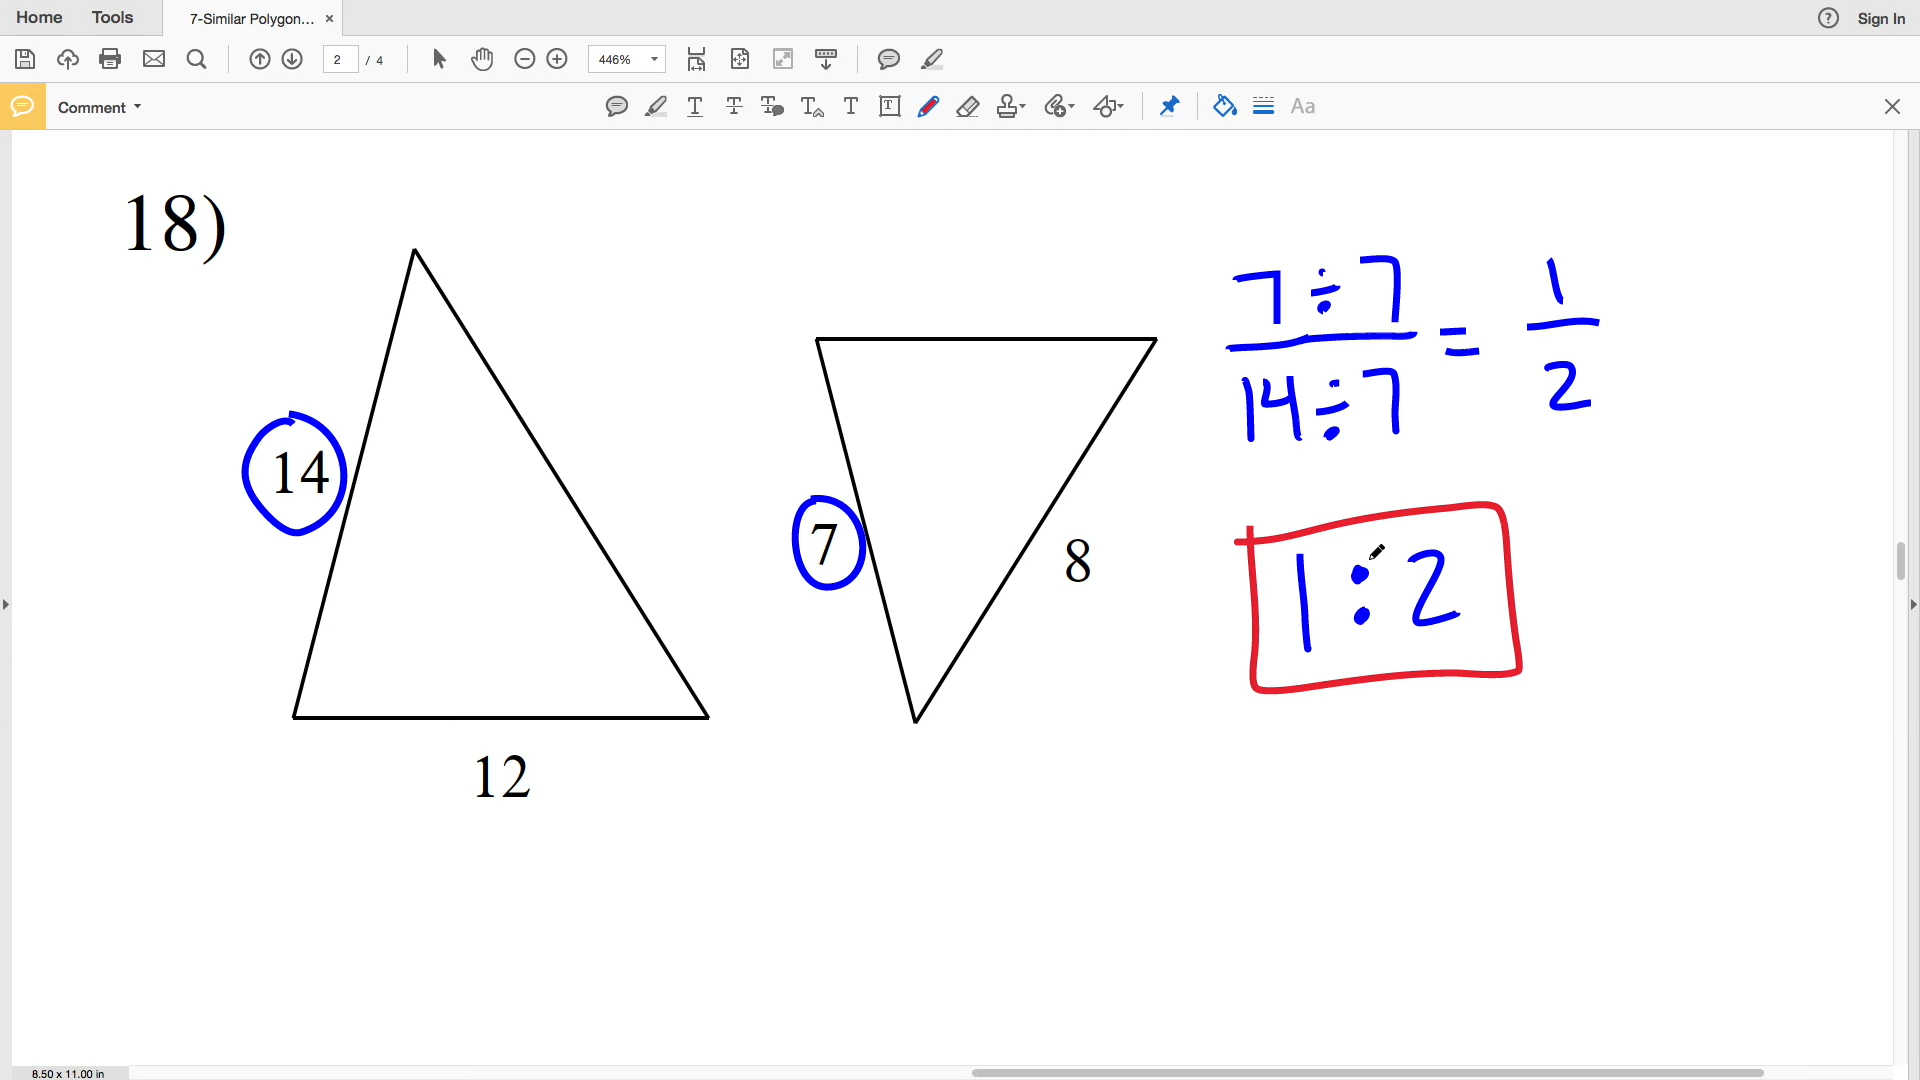 Home Tools 7-Similar Polygon... × ? Sign In
2 / 4 446%
Comment Aa
18)
7 ÷ 7 = 1
14 ÷ 7 2
14
7
8
1 : 2
12
8.50 x 11.00 in